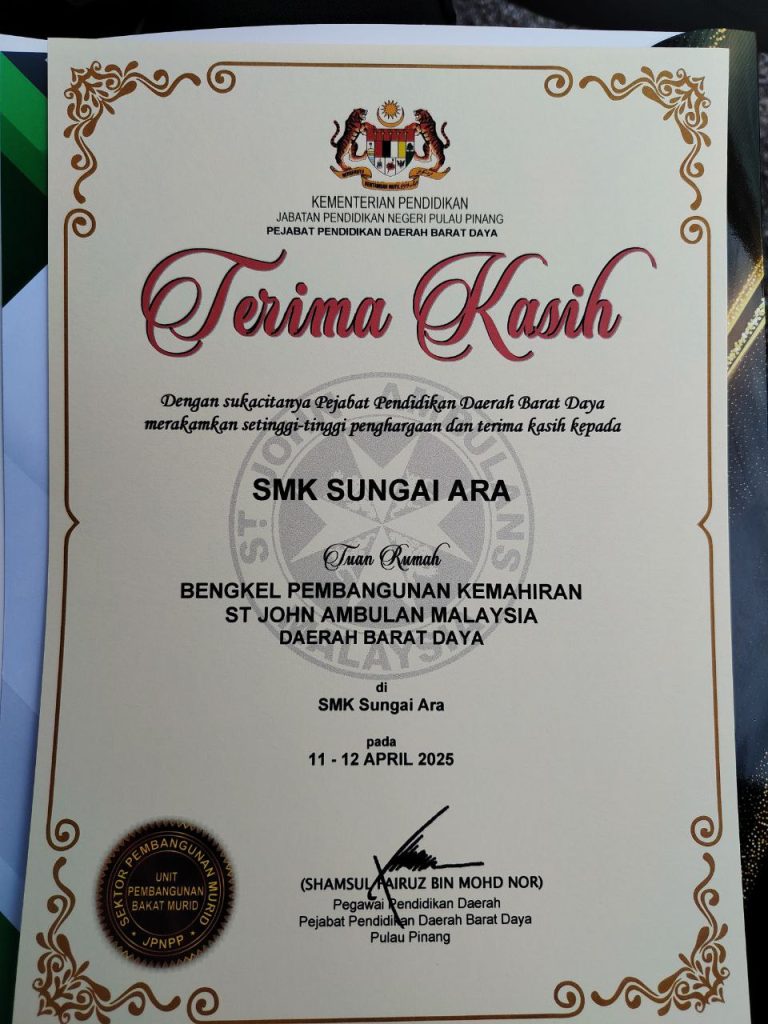 KEMENTERIAN PENDIDIKAN
JABATAN PENDIDIKAN NEGERI PULAU PINANG
PEJABAT PENDIDIKAN DAERAH BARAT DAYA
Terima Kasih
Dengan sukacitanya Pejabat Pendidikan Daerah Barat Daya
merakamkan setinggi-tinggi penghargaan dan terima kasih kepada
SMK SUNGAI ARA
Tuan Rumah
BENGKEL PEMBANGUNAN KEMAHIRAN
ST JOHN AMBULAN MALAYSIA
DAERAH BARAT DAYA
di
SMK Sungai Ara
pada
11 - 12 APRIL 2025
(SHAMSUL FAIRUZ BIN MOHD NOR)
Pegawai Pendidikan Daerah
Pejabat Pendidikan Daerah Barat Daya
Pulau Pinang
SEKTOR PEMBANGUNAN MURID
UNIT
PEMBANGUNAN
BAKAT MURID
JPNPP
ST JOHN AMBULANS
MALAYSIA